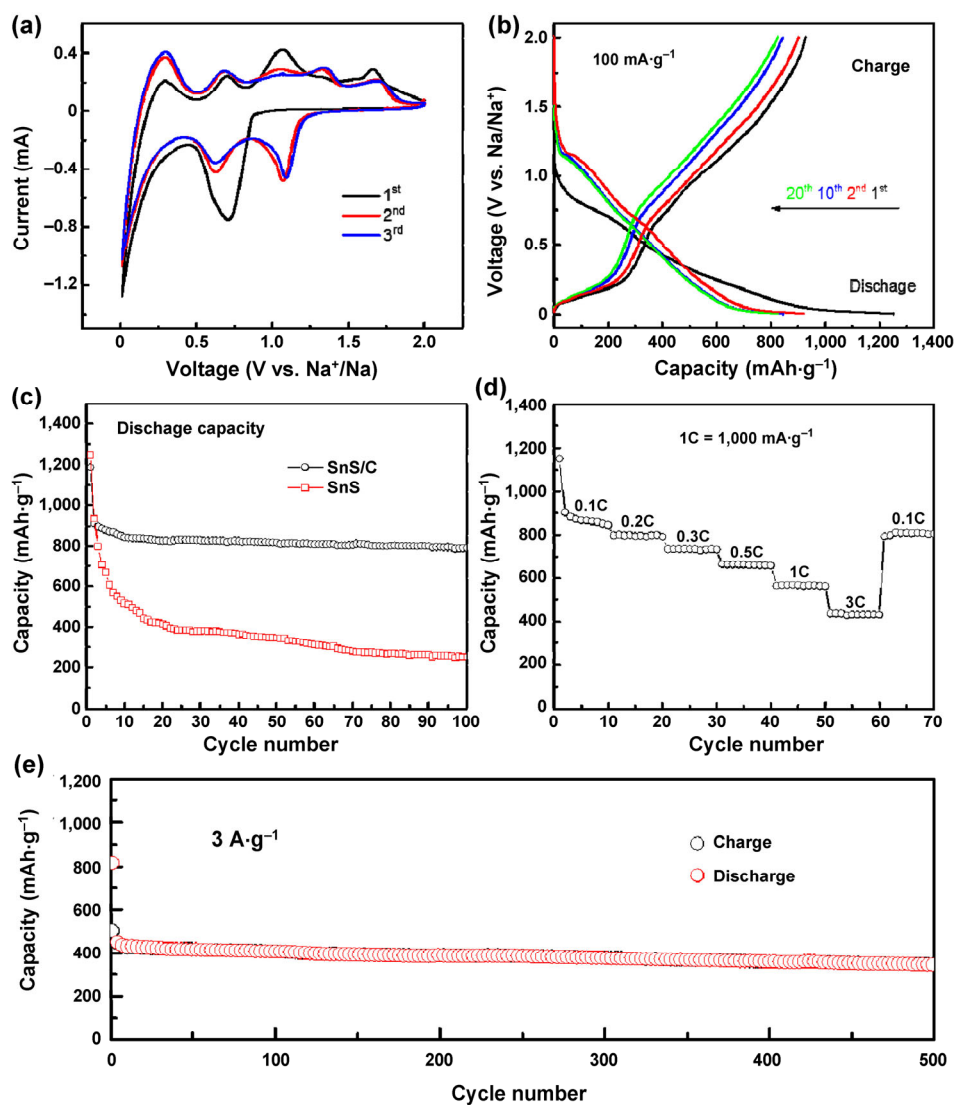 (a)
0.4
0
−0.4
−0.8
−1.2
Current (mA)
1st
2nd
3rd
0 0.5 1.0 1.5 2.0
Voltage (V vs. Na+/Na)
(b)
2.0
1.5
1.0
0.5
0
Voltage (V vs. Na/Na+)
100 mA·g−1
Charge
20th 10th 2nd 1st
Dischage
0 200 400 600 800 1,000 1,200 1,400
Capacity (mAh·g−1)
(c)
1,400
1,200
1,000
800
600
400
200
0
Capacity (mAh·g−1)
Dischage capacity
SnS/C
SnS
0 10 20 30 40 50 60 70 80 90 100
Cycle number
(d)
1,400
1,200
1,000
800
600
400
200
0
Capacity (mAh·g−1)
1C = 1,000 mA·g−1
0.1C
0.2C
0.3C
0.5C
1C
3C
0.1C
0 10 20 30 40 50 60 70
Cycle number
(e)
1,200
1,000
800
600
400
200
0
Capacity (mAh·g−1)
3 A·g−1
Charge
Discharge
0 100 200 300 400 500
Cycle number